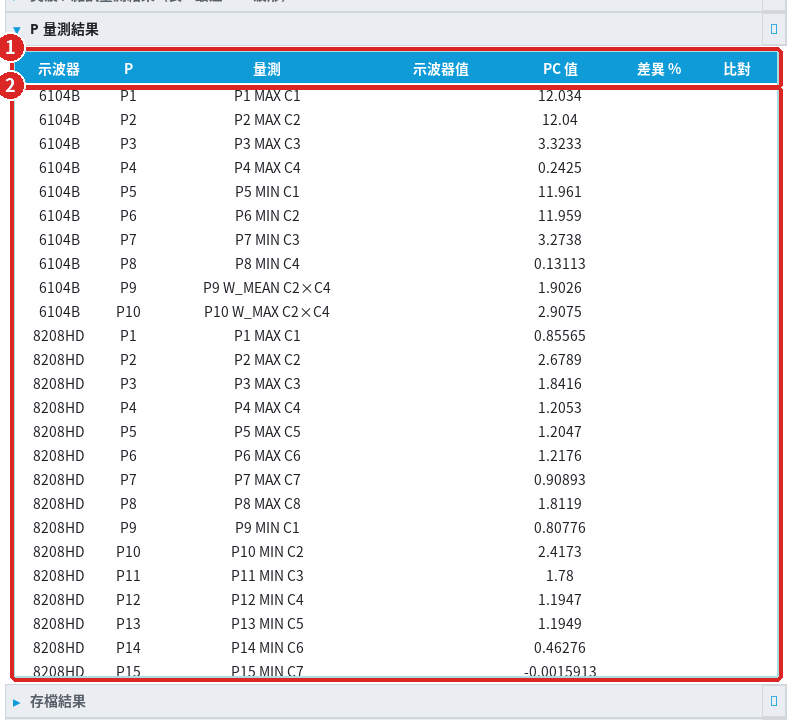 ▼ P 量測結果
1
示波器 P 量測 示波器值 PC 值 差異 % 比對
2
6104B P1 P1 MAX C1 12.034
6104B P2 P2 MAX C2 12.04
6104B P3 P3 MAX C3 3.3233
6104B P4 P4 MAX C4 0.2425
6104B P5 P5 MIN C1 11.961
6104B P6 P6 MIN C2 11.959
6104B P7 P7 MIN C3 3.2738
6104B P8 P8 MIN C4 0.13113
6104B P9 P9 W_MEAN C2×C4 1.9026
6104B P10 P10 W_MAX C2×C4 2.9075
8208HD P1 P1 MAX C1 0.85565
8208HD P2 P2 MAX C2 2.6789
8208HD P3 P3 MAX C3 1.8416
8208HD P4 P4 MAX C4 1.2053
8208HD P5 P5 MAX C5 1.2047
8208HD P6 P6 MAX C6 1.2176
8208HD P7 P7 MAX C7 0.90893
8208HD P8 P8 MAX C8 1.8119
8208HD P9 P9 MIN C1 0.80776
8208HD P10 P10 MIN C2 2.4173
8208HD P11 P11 MIN C3 1.78
8208HD P12 P12 MIN C4 1.1947
8208HD P13 P13 MIN C5 1.1949
8208HD P14 P14 MIN C6 0.46276
8208HD P15 P15 MIN C7 -0.0015913
▶ 存檔結果